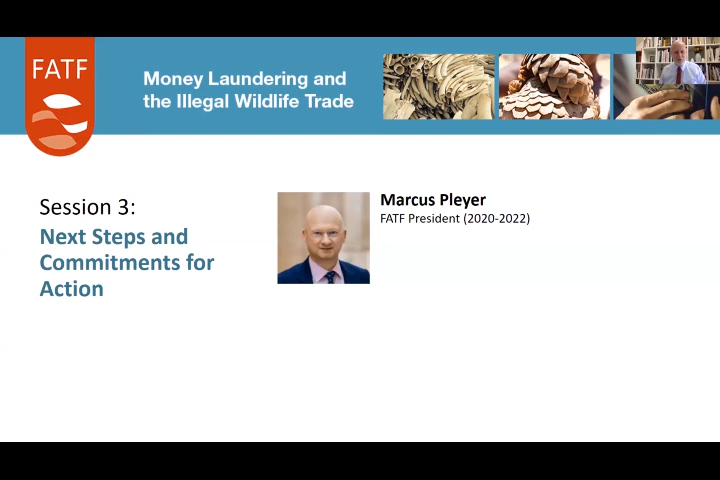 FATF
Money Laundering and
the Illegal Wildlife Trade
Session 3:
Next Steps and
Commitments for
Action
Marcus Pleyer
FATF President (2020-2022)